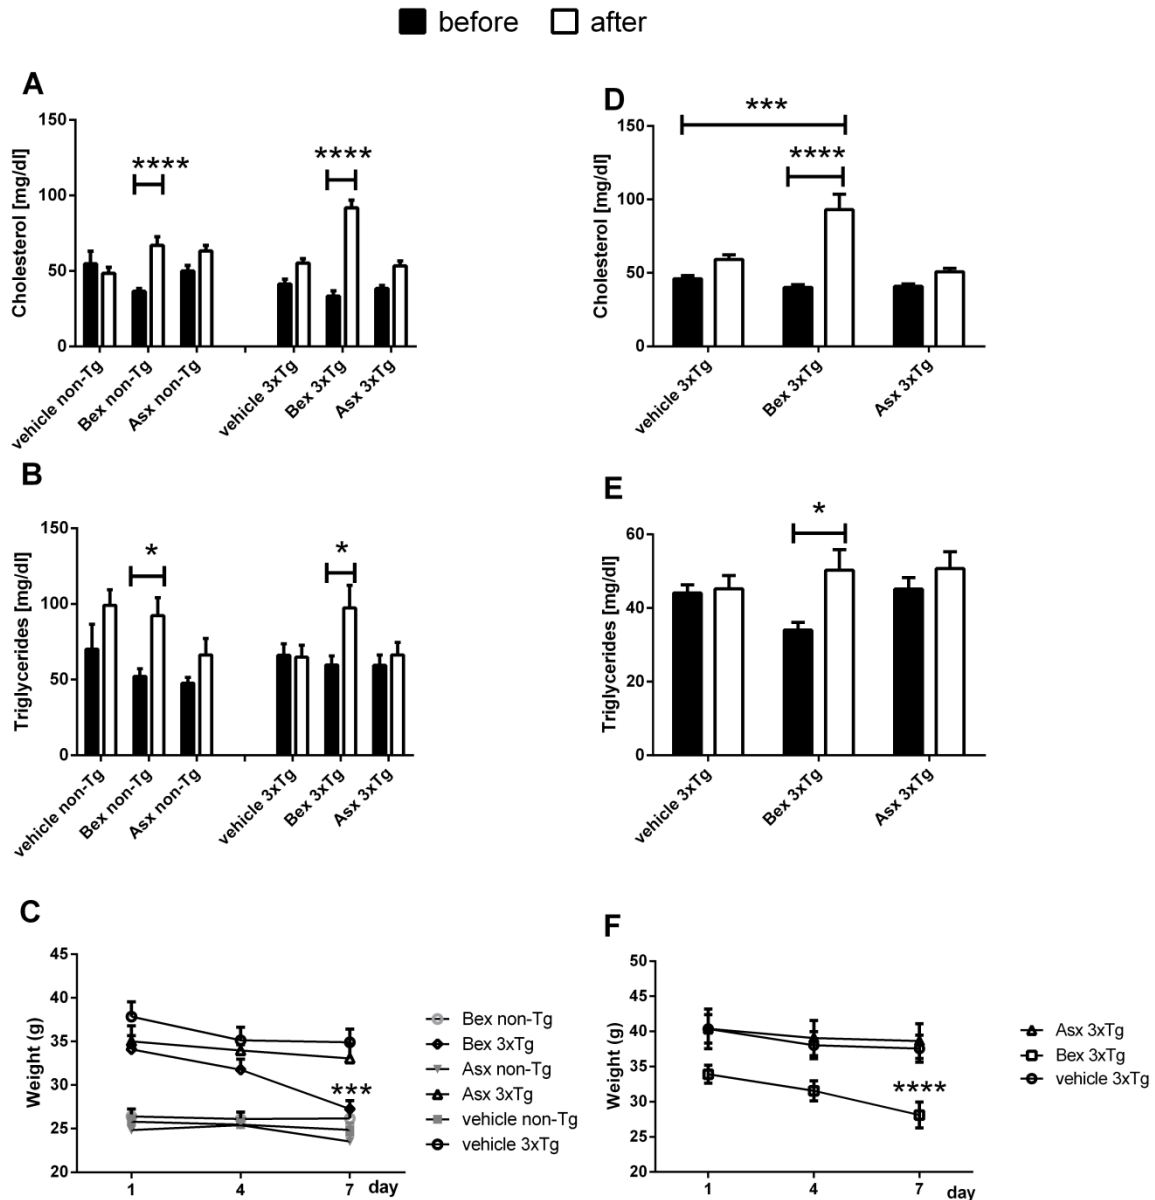 before after
A
Cholesterol [mg/dl]
150
100
50
0
****
****
vehicle non-Tg
Bex non-Tg
Asx non-Tg
vehicle 3xTg
Bex 3xTg
Asx 3xTg
D
Cholesterol [mg/dl]
150
100
50
0
***
****
vehicle 3xTg
Bex 3xTg
Asx 3xTg
B
Triglycerides [mg/dl]
150
100
50
0
*
*
vehicle non-Tg
Bex non-Tg
Asx non-Tg
vehicle 3xTg
Bex 3xTg
Asx 3xTg
E
Triglycerides [mg/dl]
60
40
20
0
*
vehicle 3xTg
Bex 3xTg
Asx 3xTg
C
Weight (g)
45
40
35
30
25
20
***
1 4 7 day
Bex non-Tg
Bex 3xTg
Asx non-Tg
Asx 3xTg
vehicle non-Tg
vehicle 3xTg
F
Weight (g)
50
45
40
35
30
25
20
****
1 4 7 day
Asx 3xTg
Bex 3xTg
vehicle 3xTg